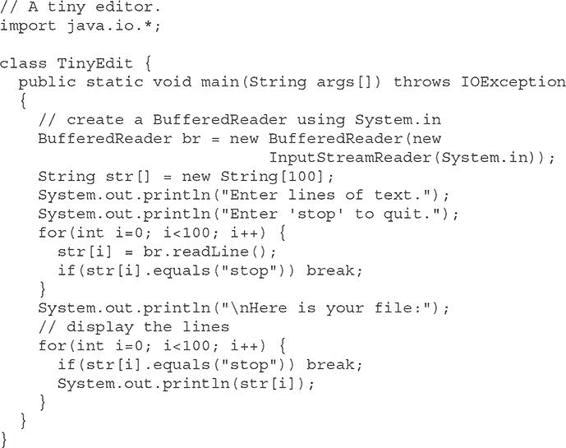 // A tiny editor.
import java.io.*;

class TinyEdit {
  public static void main(String args[]) throws IOException
  {
    // create a BufferedReader using System.in
    BufferedReader br = new BufferedReader(new
                            InputStreamReader(System.in));
    String str[] = new String[100];
    System.out.println("Enter lines of text.");
    System.out.println("Enter 'stop' to quit.");
    for(int i=0; i<100; i++) {
      str[i] = br.readLine();
      if(str[i].equals("stop")) break;
    }
    System.out.println("\nHere is your file:");
    // display the lines
    for(int i=0; i<100; i++) {
      if(str[i].equals("stop")) break;
      System.out.println(str[i]);
    }
  }
}